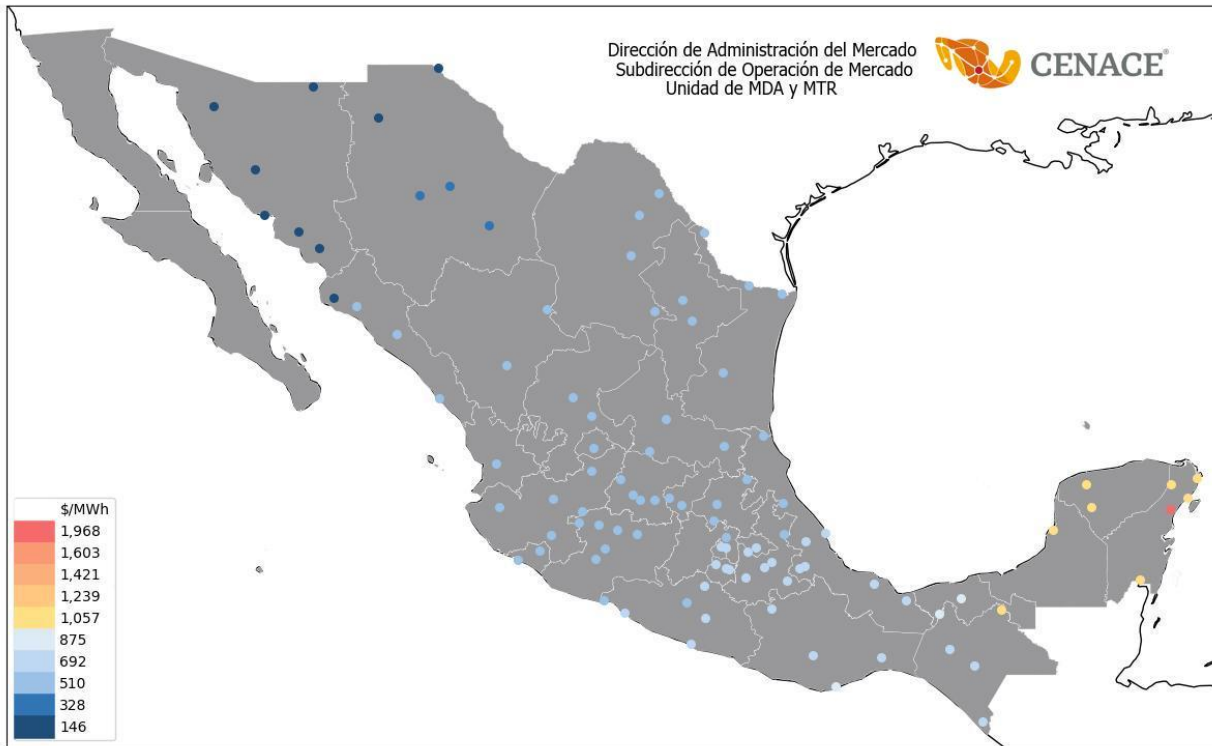 Dirección de Administración del Mercado
Subdirección de Operación de Mercado
Unidad de MDA y MTR
CENACE®
$/MWh
1,968
1,603
1,421
1,239
1,057
875
692
510
328
146